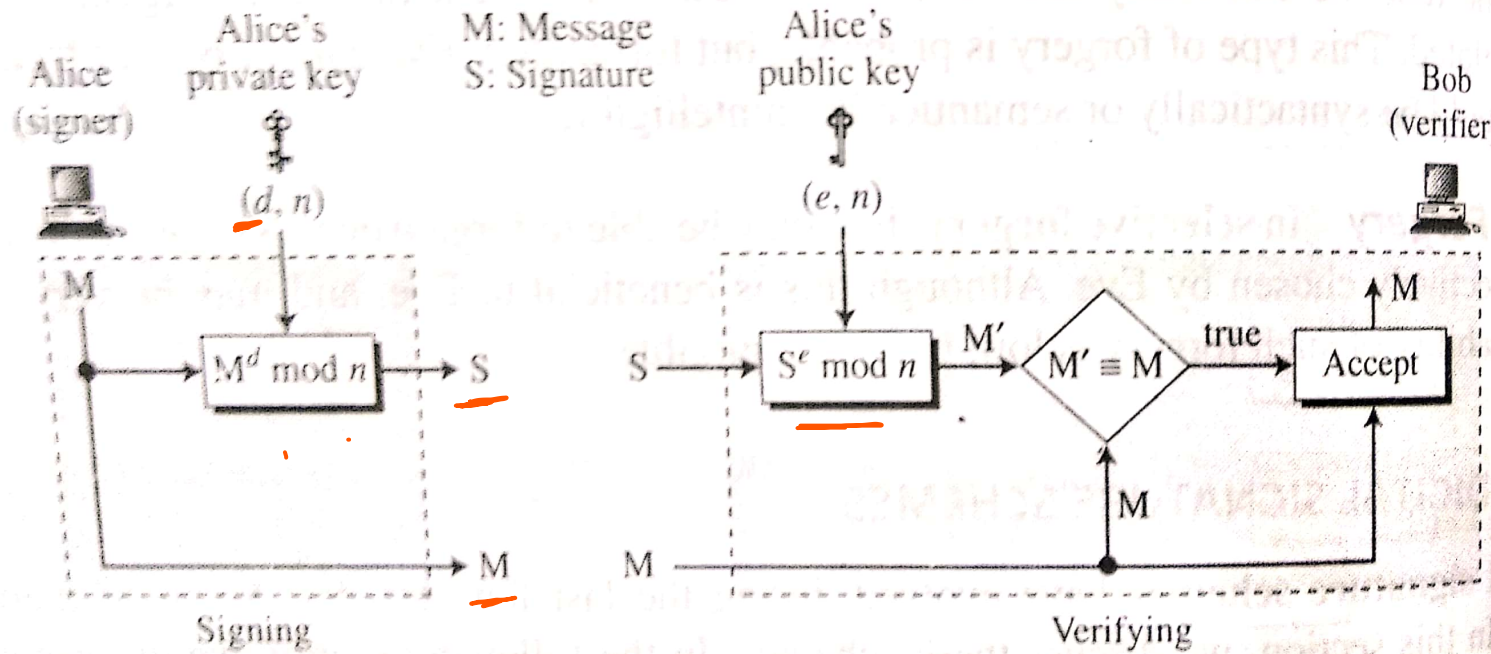 Alice's
private key
M: Message
S: Signature
Alice's
public key
Alice
(signer)
Bob
(verifier
(d, n)
(e, n)
M
M^d mod n
S
M
Signing
S
S^e mod n
M′
M′ ≡ M
true
Accept
M
M
M
Verifying